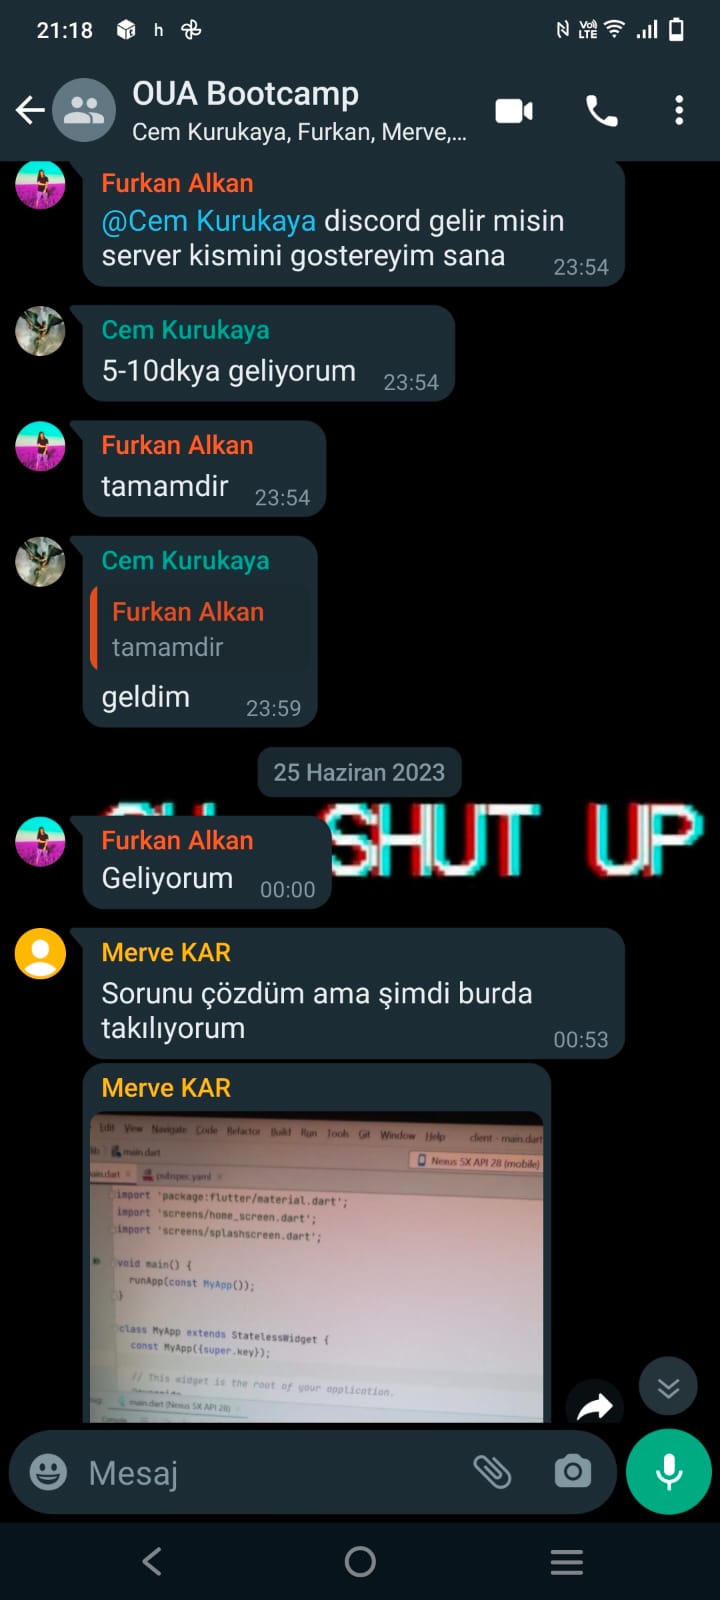 21:18
h
Vo) LTE
OUA Bootcamp
Cem Kurukaya, Furkan, Merve,...
Furkan Alkan
@Cem Kurukaya discord gelir misin
server kismini gostereyim sana
23:54
Cem Kurukaya
5-10dkya geliyorum
23:54
Furkan Alkan
tamamdir
23:54
Cem Kurukaya
Furkan Alkan
tamamdir
geldim
23:59
25 Haziran 2023
SHUT UP
Furkan Alkan
Geliyorum
00:00
Merve KAR
Sorunu çözdüm ama şimdi burda
takılıyorum
00:53
Merve KAR
Edit View Navigate Code Refactor Build Run Tools Git Window Help client - main.dart
main.dart
Nexus 5X API 28 (mobile)
main.dart pubspec.yaml
import 'package:flutter/material.dart';
import 'screens/home_screen.dart';
import 'screens/splashscreen.dart';
void main() {
runApp(const MyApp());
}
class MyApp extends StatelessWidget {
const MyApp({super.key});
// This widget is the root of your application.
main.dart (Nexus 5X API 28)
Console
Mesaj